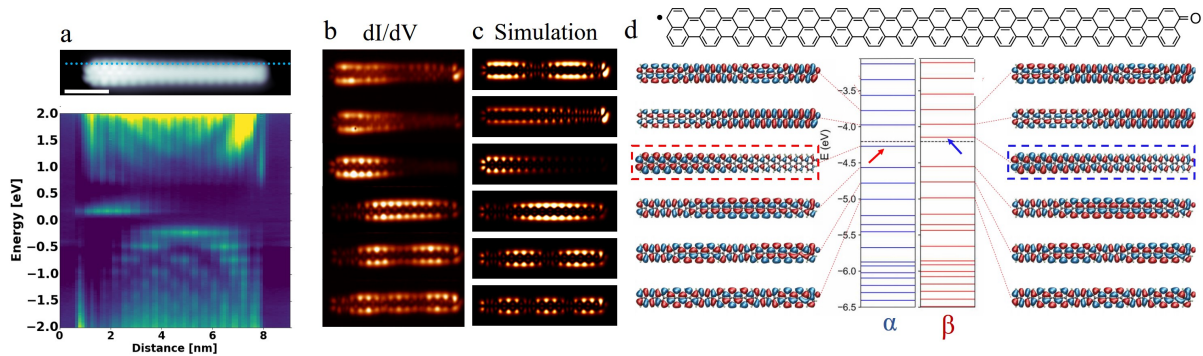 a
b dI/dV
c Simulation
d
•
=O
2.0
1.5
1.0
0.5
0.0
−0.5
−1.0
−1.5
−2.0
Energy [eV]
0 2 4 6 8
Distance [nm]
−3.5
−4.0
−4.5
−5.0
−5.5
−6.0
−6.5
E (eV)
α β